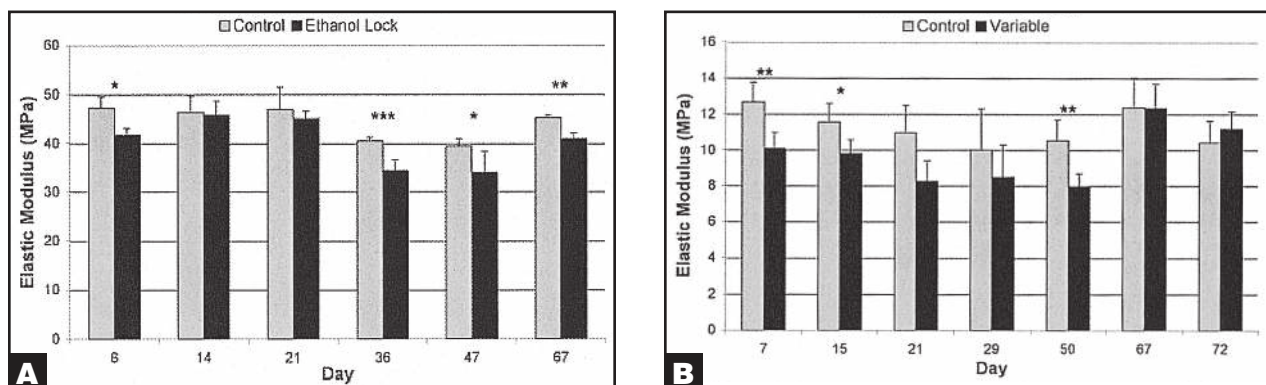 Control Ethanol Lock
60
50
40
30
20
10
0
Elastic Modulus (MPa)
*
***
*
**
6 14 21 36 47 67
Day
A
Control Variable
16
14
12
10
8
6
4
2
0
Elastic Modulus (MPa)
**
*
**
7 15 21 29 50 67 72
Day
B